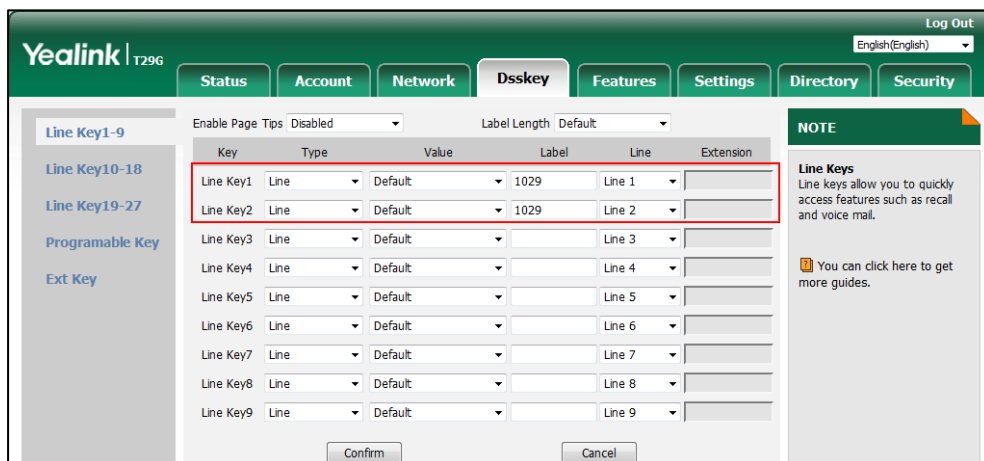 Log Out
Yealink T29G
English(English)
Status Account Network Dsskey Features Settings Directory Security
Line Key1-9
Line Key10-18
Line Key19-27
Programable Key
Ext Key
Enable Page Tips Disabled Label Length Default
Key Type Value Label Line Extension
Line Key1 Line Default 1029 Line 1
Line Key2 Line Default 1029 Line 2
Line Key3 Line Default Line 3
Line Key4 Line Default Line 4
Line Key5 Line Default Line 5
Line Key6 Line Default Line 6
Line Key7 Line Default Line 7
Line Key8 Line Default Line 8
Line Key9 Line Default Line 9
Confirm Cancel
NOTE
Line Keys
Line keys allow you to quickly
access features such as recall
and voice mail.
? You can click here to get
more guides.